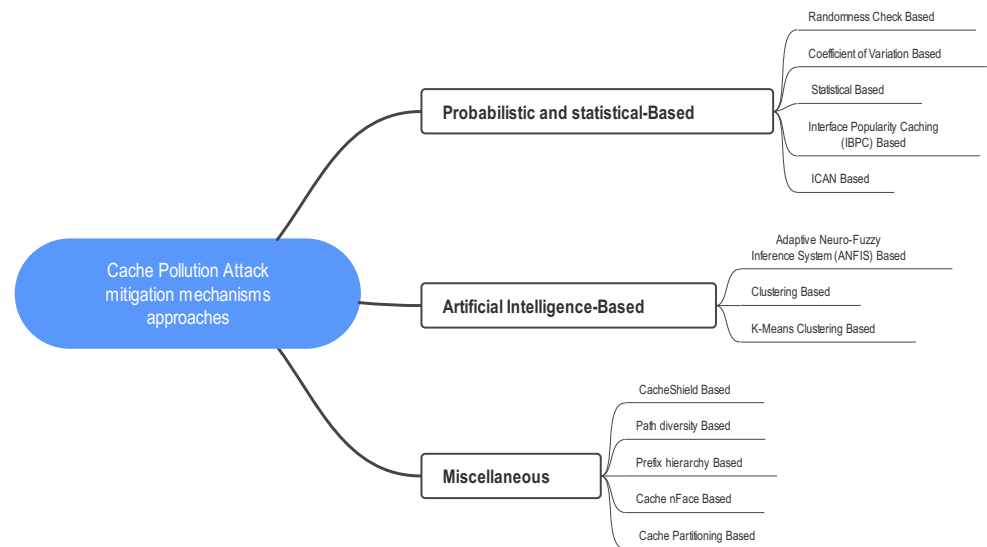 Cache Pollution Attack
mitigation mechanisms
approaches
Probabilistic and statistical-Based
Randomness Check Based
Coefficient of Variation Based
Statistical Based
Interface Popularity Caching
(IBPC) Based
ICAN Based
Artificial Intelligence-Based
Adaptive Neuro-Fuzzy
Inference System (ANFIS) Based
Clustering Based
K-Means Clustering Based
Miscellaneous
CacheShield Based
Path diversity Based
Prefix hierarchy Based
Cache nFace Based
Cache Partitioning Based